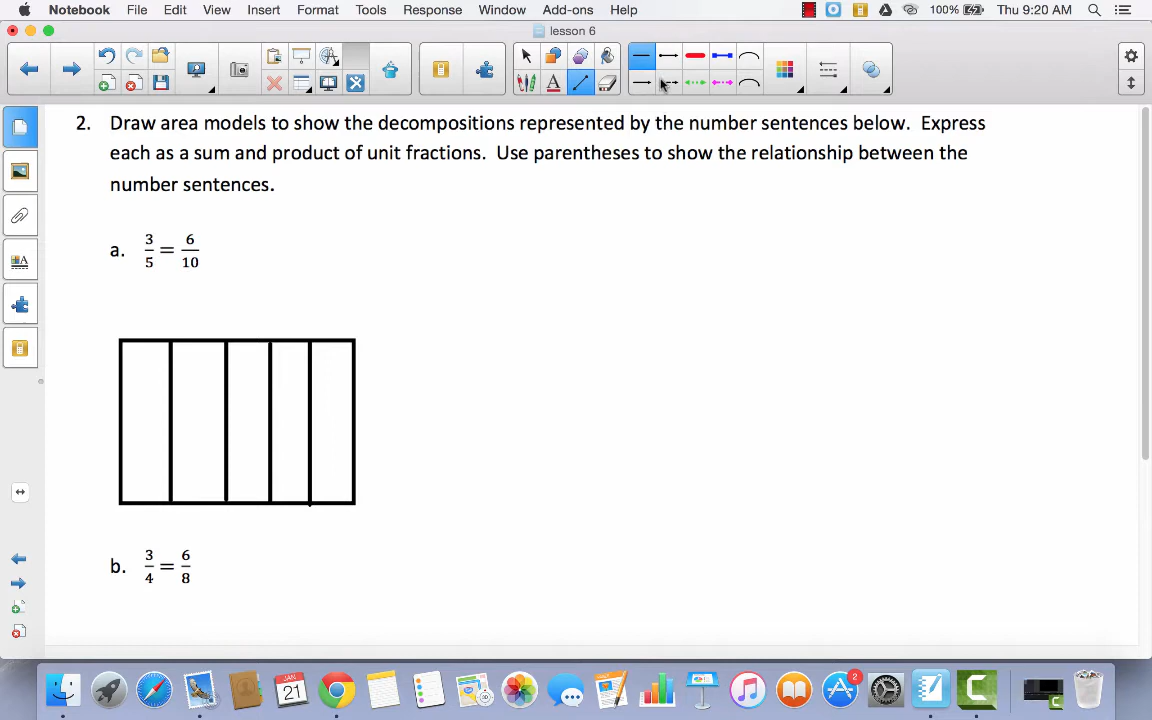 Notebook File Edit View Insert Format Tools Response Window Add-ons Help 100% Thu 9:20 AM
lesson 6
2. Draw area models to show the decompositions represented by the number sentences below. Express
each as a sum and product of unit fractions. Use parentheses to show the relationship between the
number sentences.
a. 3/5 = 6/10
b. 3/4 = 6/8
JAN
21
2